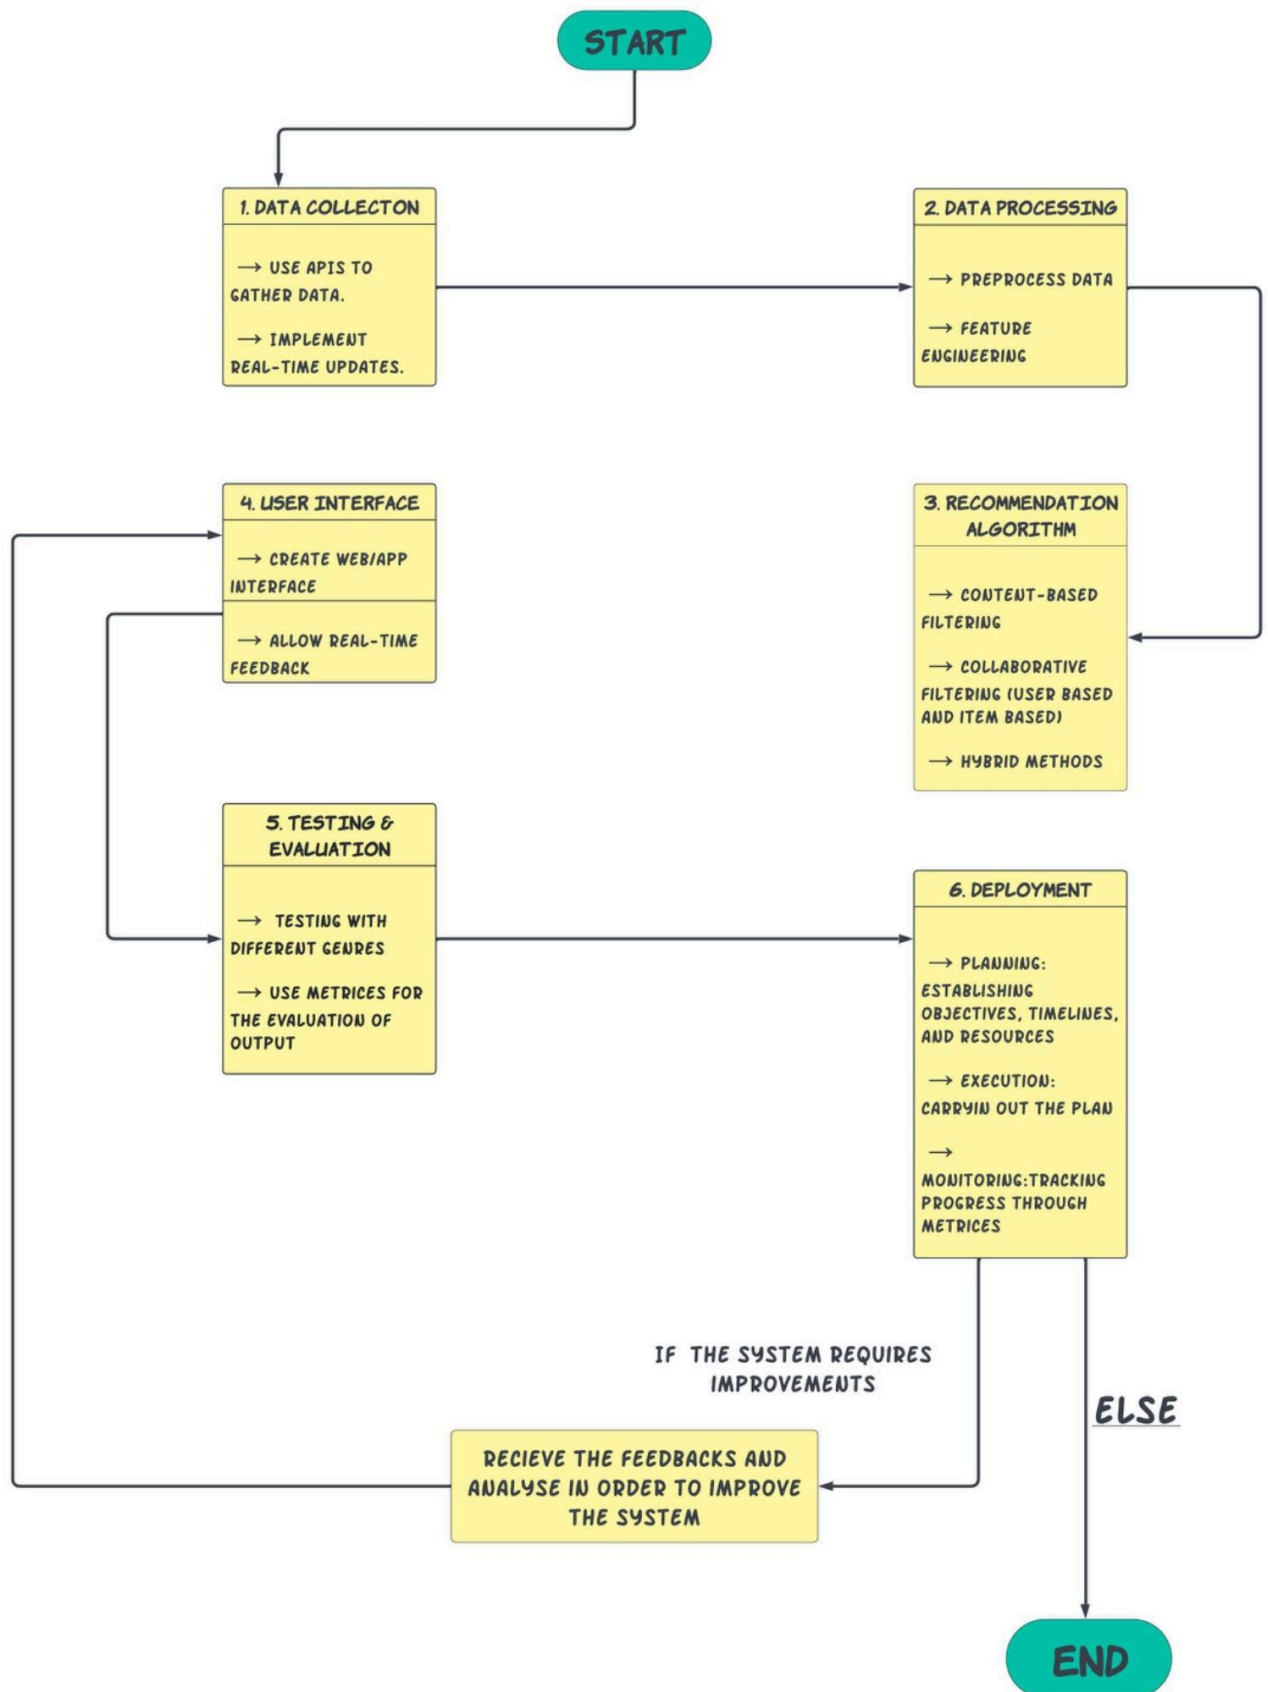 START
1. DATA COLLECTON
→ USE APIS TO
GATHER DATA.
→ IMPLEMENT
REAL-TIME UPDATES.
2. DATA PROCESSING
→ PREPROCESS DATA
→ FEATURE
ENGINEERING
3. RECOMMENDATION
ALGORITHM
→ CONTENT-BASED
FILTERING
→ COLLABORATIVE
FILTERING (USER BASED
AND ITEM BASED)
→ HYBRID METHODS
4. USER INTERFACE
→ CREATE WEB/APP
INTERFACE
→ ALLOW REAL-TIME
FEEDBACK
5. TESTING &
EVALUATION
→ TESTING WITH
DIFFERENT GENRES
→ USE METRICES FOR
THE EVALUATION OF
OUTPUT
6. DEPLOYMENT
→ PLANNING:
ESTABLISHING
OBJECTIVES, TIMELINES,
AND RESOURCES
→ EXECUTION:
CARRYIN OUT THE PLAN
→
MONITORING:TRACKING
PROGRESS THROUGH
METRICES
IF THE SYSTEM REQUIRES
IMPROVEMENTS
ELSE
RECIEVE THE FEEDBACKS AND
ANALYSE IN ORDER TO IMPROVE
THE SYSTEM
END